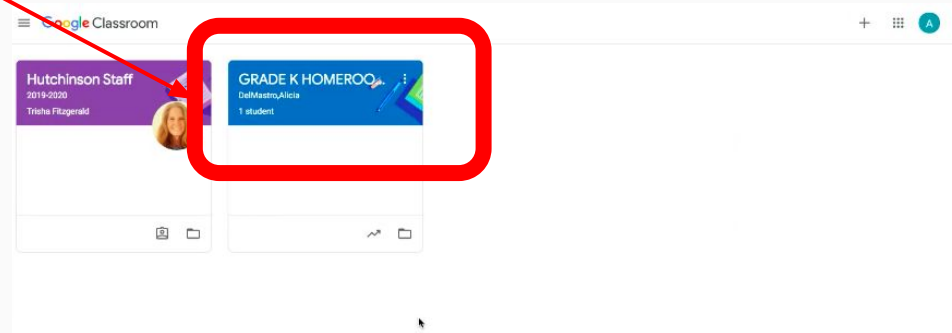 Google Classroom
A
Hutchinson Staff
2019-2020
Trisha Fitzgerald
GRADE K HOMEROO...
DelMastro,Alicia
1 student